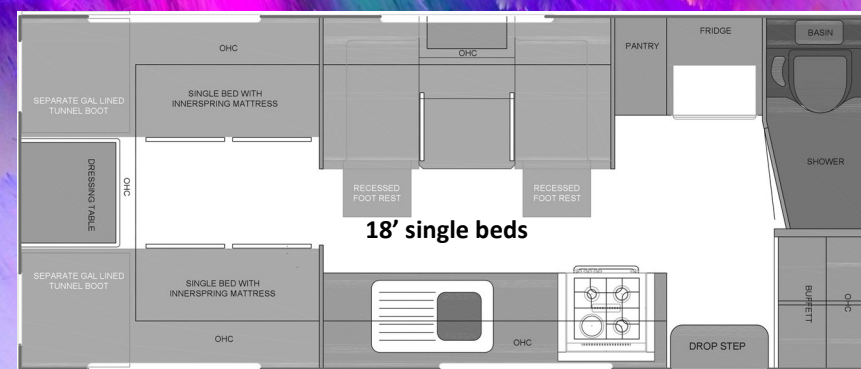 OHC
SINGLE BED WITH
INNERSPRING MATTRESS
SEPARATE GAL LINED
TUNNEL BOOT
OHC
PANTRY
FRIDGE
BASIN
DRESSING TABLE
OHC
RECESSED
FOOT REST
RECESSED
FOOT REST
SHOWER
18' single beds
SEPARATE GAL LINED
TUNNEL BOOT
SINGLE BED WITH
INNERSPRING MATTRESS
OHC
OHC
DROP STEP
BUFFETT
OHC